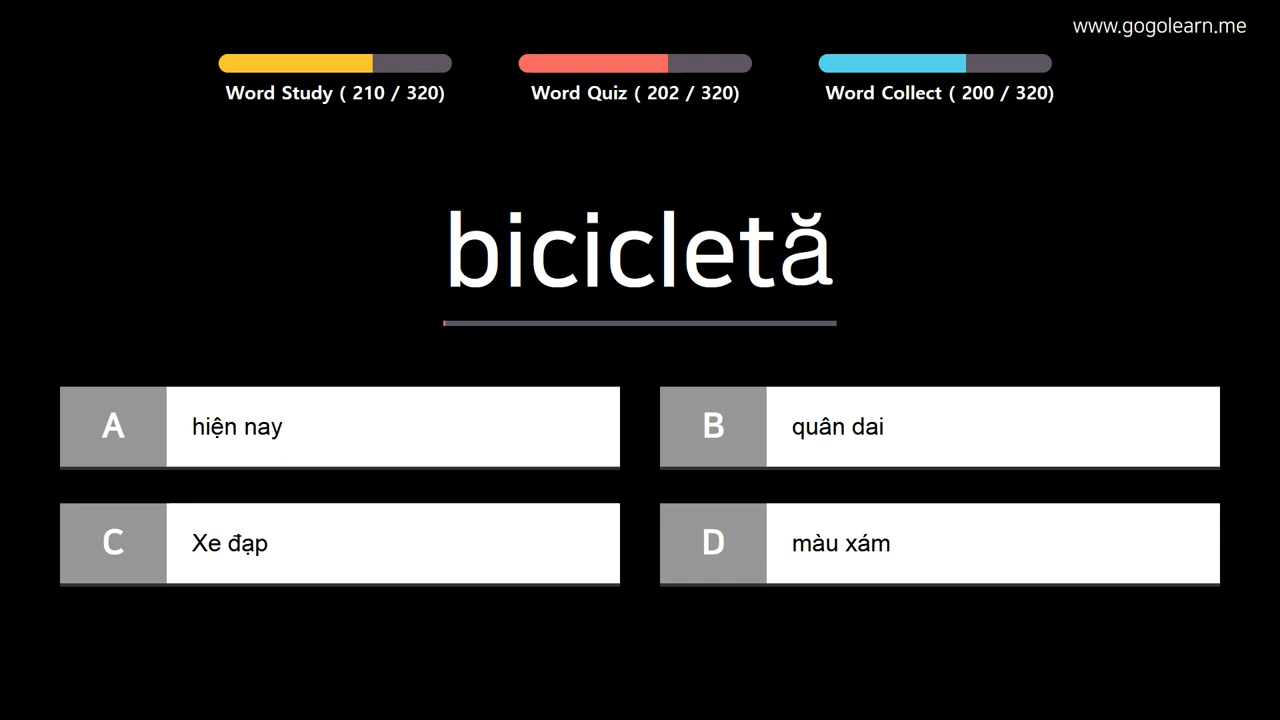 www.gogolearn.me
Word Study ( 210 / 320)
Word Quiz ( 202 / 320)
Word Collect ( 200 / 320)
bicicletă
A
hiện nay
B
quân dai
C
Xe đạp
D
màu xám